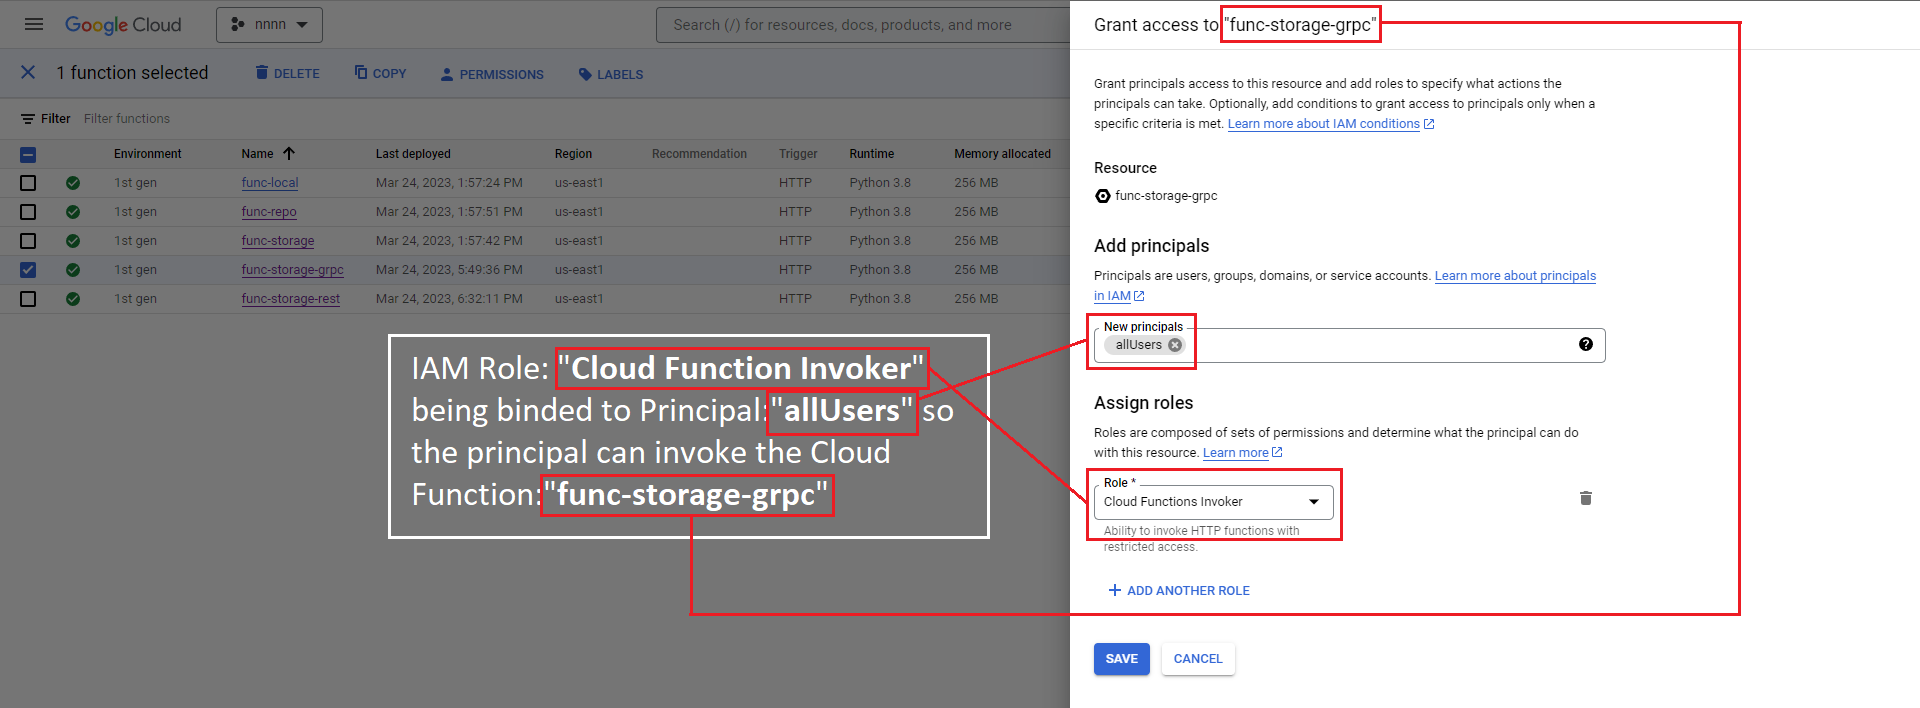 Google Cloud
nnnn
Search (/) for resources, docs, products, and more
1 function selected
DELETE
COPY
PERMISSIONS
LABELS
Filter Filter functions
Environment Name Last deployed Region Recommendation Trigger Runtime Memory allocated
1st gen func-local Mar 24, 2023, 1:57:24 PM us-east1 HTTP Python 3.8 256 MB
1st gen func-repo Mar 24, 2023, 1:57:51 PM us-east1 HTTP Python 3.8 256 MB
1st gen func-storage Mar 24, 2023, 1:57:42 PM us-east1 HTTP Python 3.8 256 MB
1st gen func-storage-grpc Mar 24, 2023, 5:49:36 PM us-east1 HTTP Python 3.8 256 MB
1st gen func-storage-rest Mar 24, 2023, 6:32:11 PM us-east1 HTTP Python 3.8 256 MB
IAM Role: "Cloud Function Invoker"
being binded to Principal:"allUsers" so
the principal can invoke the Cloud
Function:"func-storage-grpc"
Grant access to "func-storage-grpc"
Grant principals access to this resource and add roles to specify what actions the
principals can take. Optionally, add conditions to grant access to principals only when a
specific criteria is met. Learn more about IAM conditions
Resource
func-storage-grpc
Add principals
Principals are users, groups, domains, or service accounts. Learn more about principals
in IAM
New principals
allUsers
Assign roles
Roles are composed of sets of permissions and determine what the principal can do
with this resource. Learn more
Role *
Cloud Functions Invoker
Ability to invoke HTTP functions with
restricted access.
ADD ANOTHER ROLE
SAVE
CANCEL